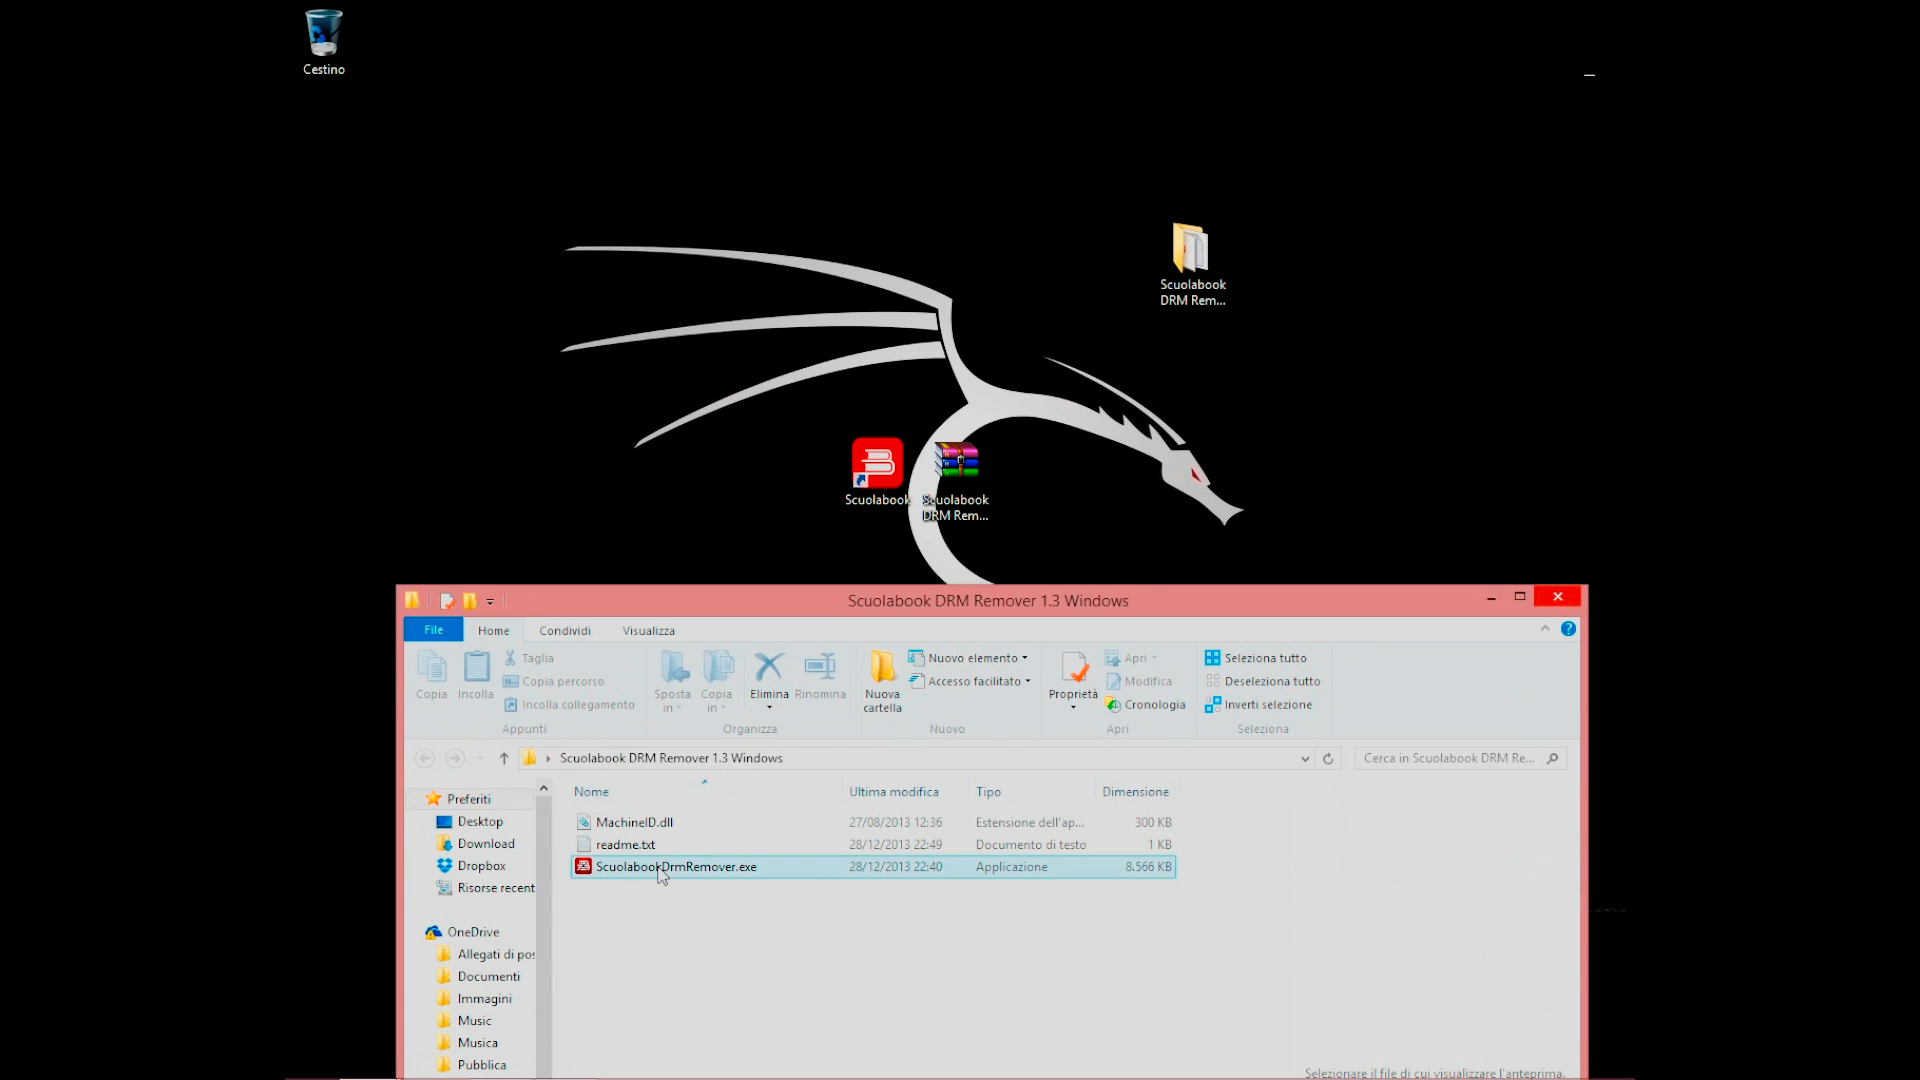 Cestino
Scuolabook
DRM Rem...
Scuolabook
Scuolabook
DRM Rem...
Scuolabook DRM Remover 1.3 Windows
File
Home
Condividi
Visualizza
Copia
Incolla
Taglia
Copia percorso
Incolla collegamento
Appunti
Sposta
in
Copia
in
Elimina
Rinomina
Organizza
Nuova
cartella
Nuovo elemento
Accesso facilitato
Nuovo
Proprietà
Apri
Modifica
Cronologia
Apri
Seleziona tutto
Deseleziona tutto
Inverti selezione
Seleziona
Scuolabook DRM Remover 1.3 Windows
Cerca in Scuolabook DRM Re...
Preferiti
Desktop
Download
Dropbox
Risorse recent
OneDrive
Allegati di pos
Documenti
Immagini
Music
Musica
Pubblica
Nome Ultima modifica Tipo Dimensione
MachineID.dll 27/08/2013 12:36 Estensione dell'ap... 300 KB
readme.txt 28/12/2013 22:49 Documento di testo 1 KB
ScuolabookDrmRemover.exe 28/12/2013 22:40 Applicazione 8.566 KB
Selezionare il file di cui visualizzare l'anteprima.